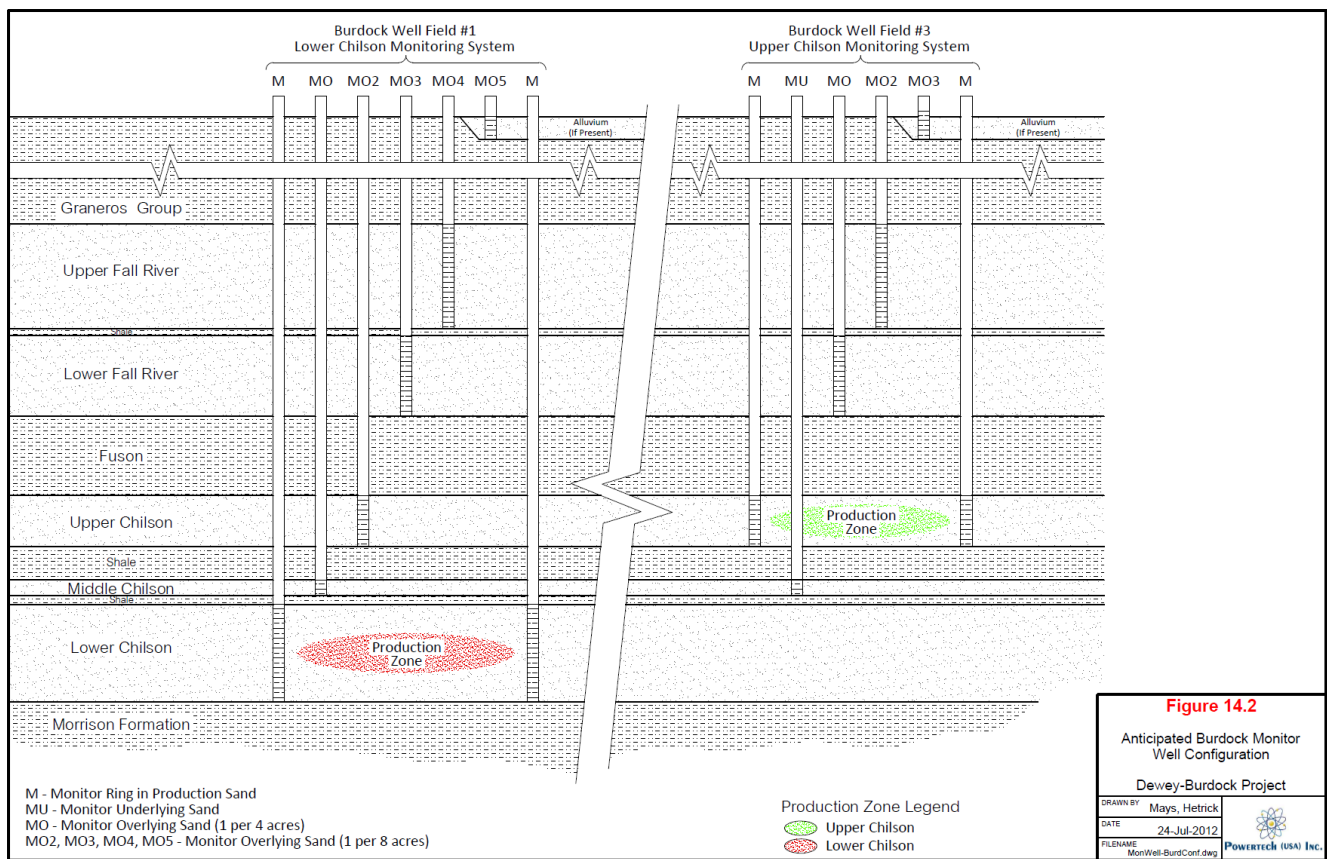 Burdock Well Field #1
Lower Chilson Monitoring System
M MO MO2 MO3 MO4 MO5 M
Burdock Well Field #3
Upper Chilson Monitoring System
M MU MO MO2 MO3 M
Alluvium
(If Present)
Alluvium
(If Present)
Graneros Group
Upper Fall River
Shale
Lower Fall River
Fuson
Upper Chilson
Production
Zone
Shale
Middle Chilson
Shale
Lower Chilson
Production
Zone
Morrison Formation
M - Monitor Ring in Production Sand
MU - Monitor Underlying Sand
MO - Monitor Overlying Sand (1 per 4 acres)
MO2, MO3, MO4, MO5 - Monitor Overlying Sand (1 per 8 acres)
Production Zone Legend
Upper Chilson
Lower Chilson
Figure 14.2
Anticipated Burdock Monitor
Well Configuration
Dewey-Burdock Project
DRAWN BY Mays, Hetrick
DATE 24-Jul-2012
FILENAME MonWell-BurdConf.dwg
POWERTECH (USA) INC.